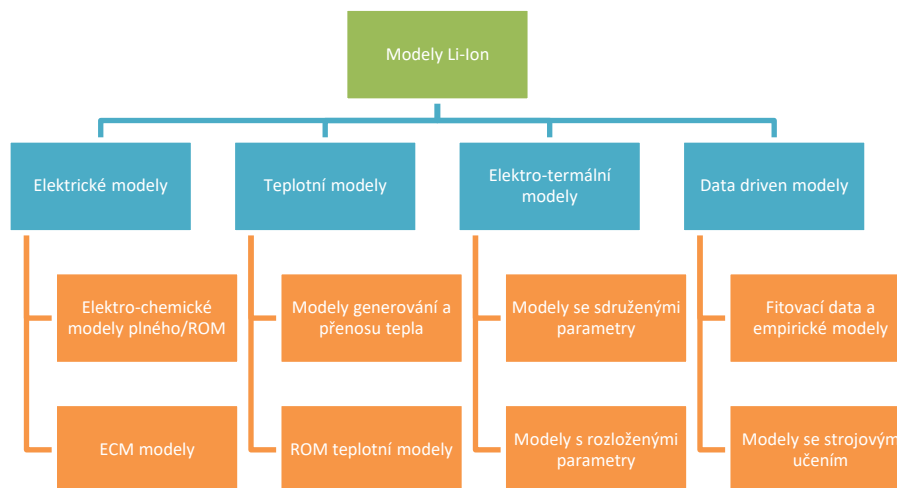 Modely Li-Ion
Elektrické modely
Teplotní modely
Elektro-termální
modely
Data driven modely
Elektro-chemické
modely plného/ROM
Modely generování a
přenosu tepla
Modely se sdruženými
parametry
Fitovací data a
empirické modely
ECM modely
ROM teplotní modely
Modely s rozloženými
parametry
Modely se strojovým
učením